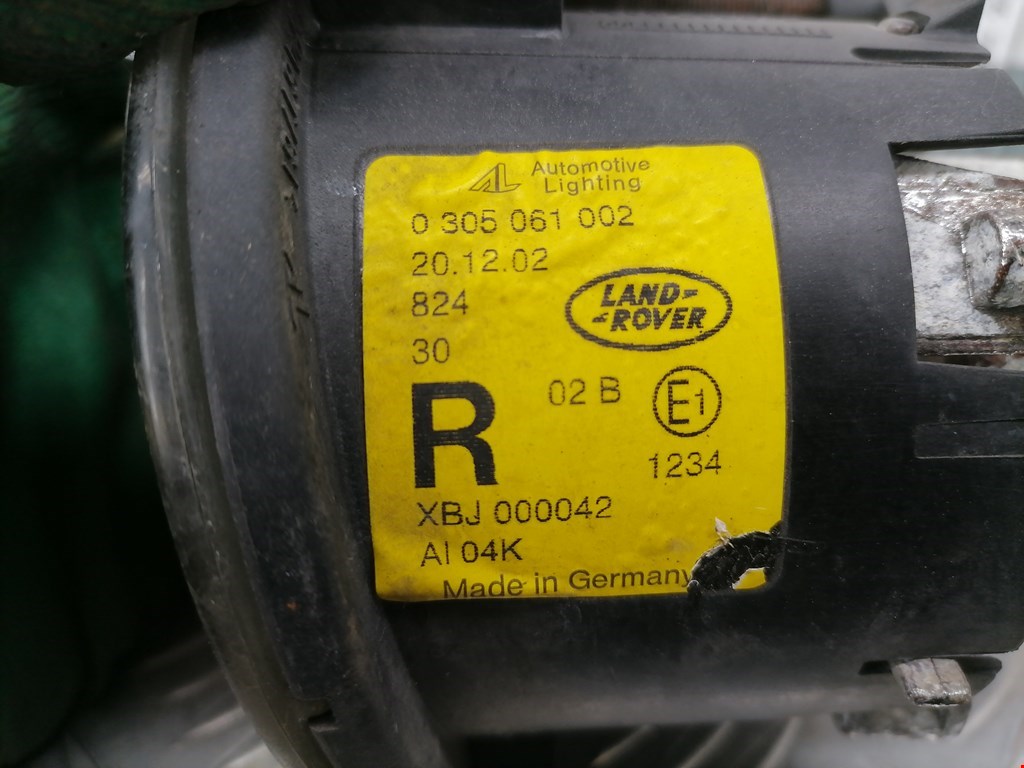 AL Automotive
Lighting
0 305 061 002
20.12.02
824
LAND-
-ROVER
30
R
02 B
E1
1234
XBJ 000042
AI 04K
Made in Germany